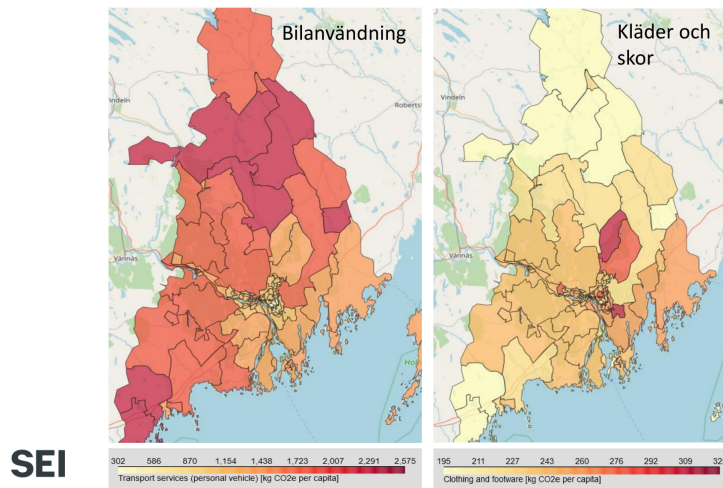 Bilanvändning
Kläder och
skor
Vindeln
Vännäs
Vindeln
Roberts
Vännäs
SEI
302 586 870 1,154 1,438 1,723 2,007 2,291 2,575
Transport services (personal vehicle) [kg CO2e per capita]
195 211 227 243 260 276 292 309 325
Clothing and footware [kg CO2e per capita]